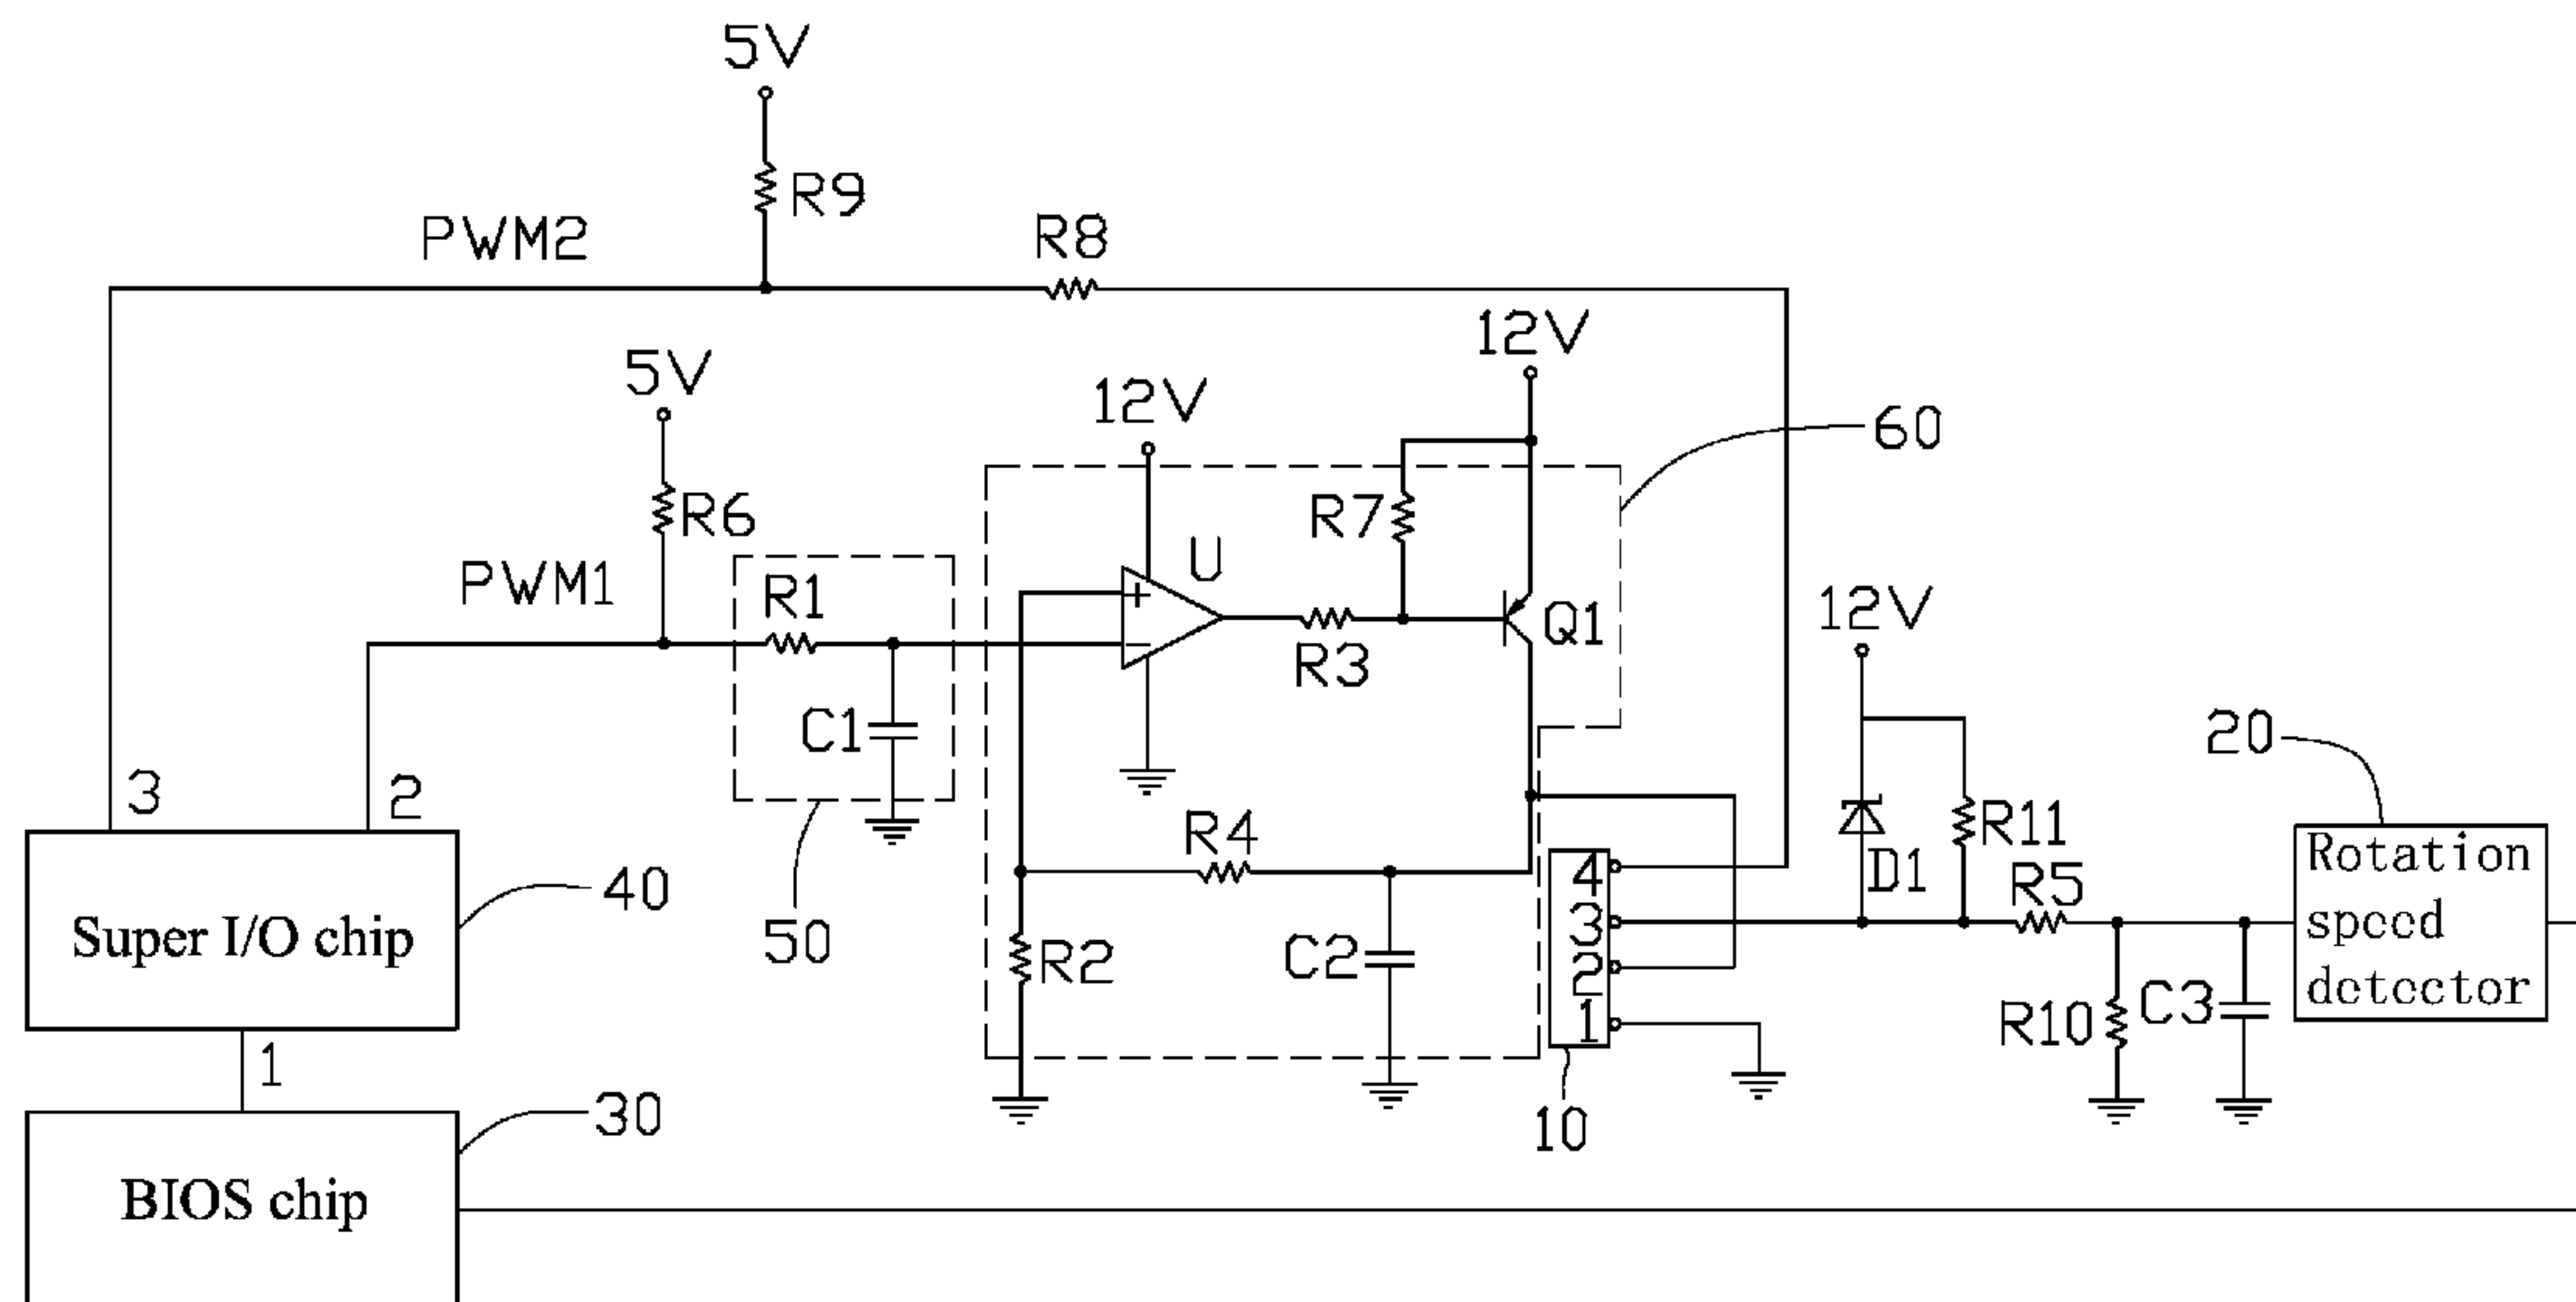 5V
R9
PWM2
R8
12V
5V
12V
60
R6
R7
U
PWM1
R1
Q1
12V
R3
C1
20
3
2
R4
R11
Rotation
speed
detector
D1
R5
4
3
2
1
40
Super I/O chip
50
R2
C2
R10
C3
1
30
10
BIOS chip